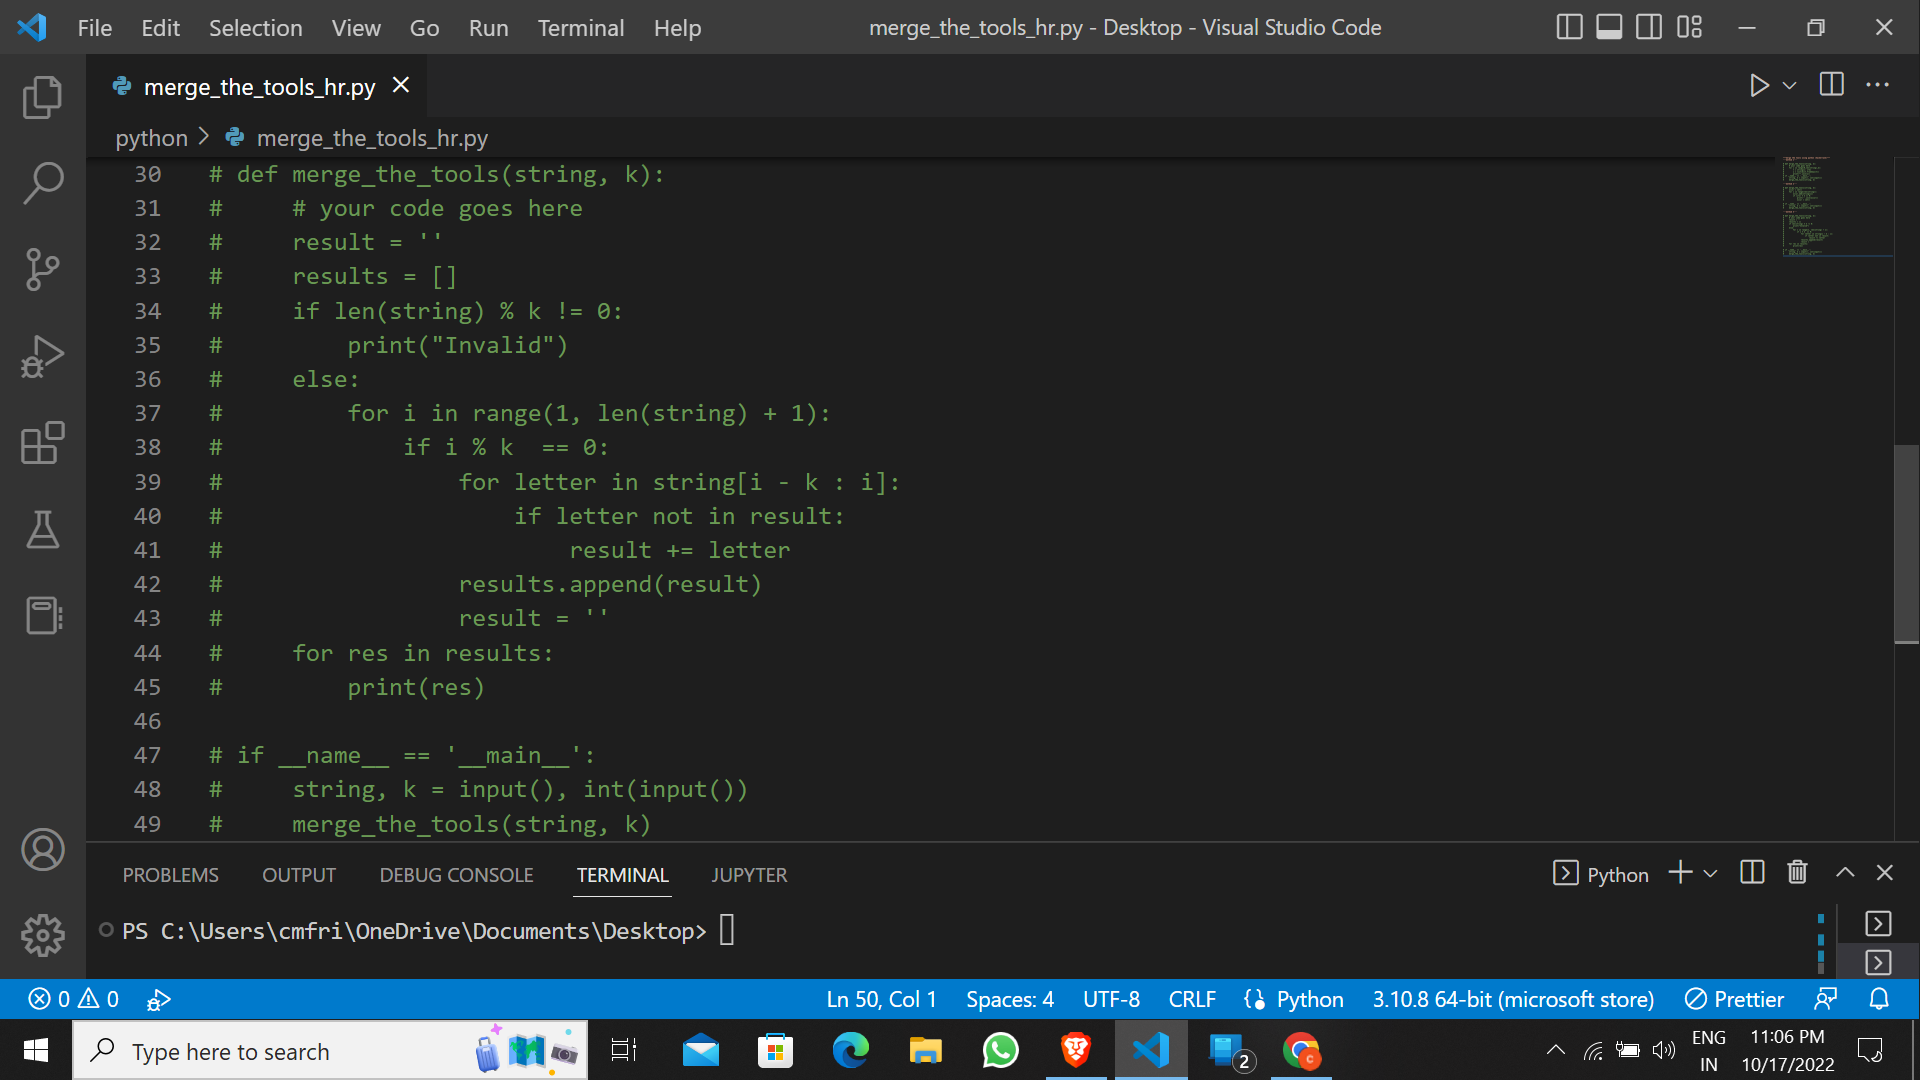 File Edit Selection View Go Run Terminal Help merge_the_tools_hr.py - Desktop - Visual Studio Code
merge_the_tools_hr.py
python > merge_the_tools_hr.py
30 # def merge_the_tools(string, k):
31 #     # your code goes here
32 #     result = ''
33 #     results = []
34 #     if len(string) % k != 0:
35 #         print("Invalid")
36 #     else:
37 #         for i in range(1, len(string) + 1):
38 #             if i % k  == 0:
39 #                 for letter in string[i - k : i]:
40 #                     if letter not in result:
41 #                         result += letter
42 #                 results.append(result)
43 #                 result = ''
44 #     for res in results:
45 #         print(res)
46
47 # if __name__ == '__main__':
48 #     string, k = input(), int(input())
49 #     merge_the_tools(string, k)
PROBLEMS OUTPUT DEBUG CONSOLE TERMINAL JUPYTER Python
PS C:\Users\cmfri\OneDrive\Documents\Desktop>
0 0 Ln 50, Col 1 Spaces: 4 UTF-8 CRLF Python 3.10.8 64-bit (microsoft store) Prettier
Type here to search 2 C ENG 11:06 PM
IN 10/17/2022